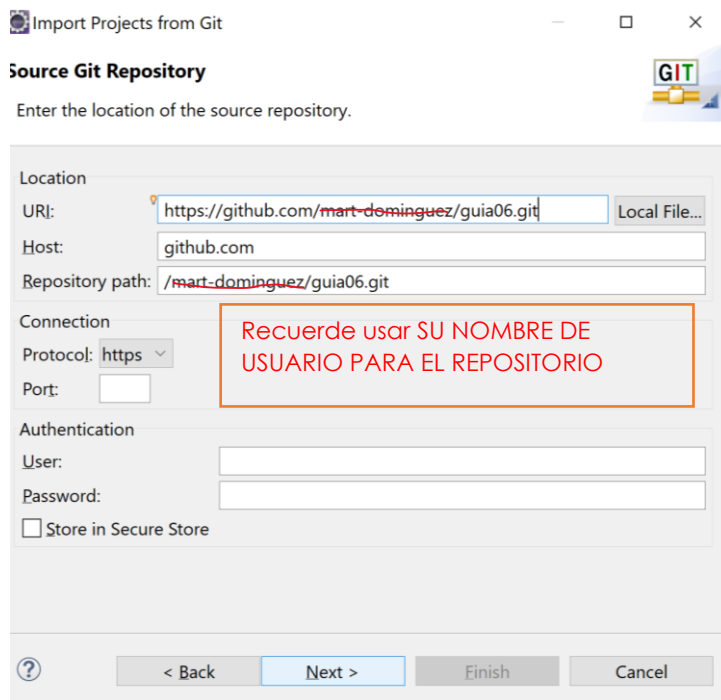 Import Projects from Git
Source Git Repository
GIT
Enter the location of the source repository.
Location
URI: https://github.com/mart-dominguez/guia06.git Local File...
Host: github.com
Repository path: /mart-dominguez/guia06.git
Connection
Protocol: https
Port:
Recuerde usar SU NOMBRE DE
USUARIO PARA EL REPOSITORIO
Authentication
User:
Password:
Store in Secure Store
? < Back Next > Finish Cancel